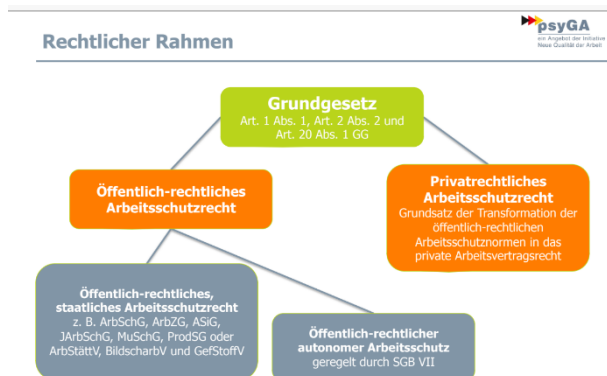 Rechtlicher Rahmen
psyGA
ein Angebot der Initiative
Neue Qualität der Arbeit
Grundgesetz
Art. 1 Abs. 1, Art. 2 Abs. 2 und
Art. 20 Abs. 1 GG
Öffentlich-rechtliches
Arbeitsschutzrecht
Privatrechtliches
Arbeitsschutzrecht
Grundsatz der Transformation der
öffentlich-rechtlichen
Arbeitsschutznormen in das
private Arbeitsvertragsrecht
Öffentlich-rechtliches,
staatliches Arbeitsschutzrecht
z. B. ArbSchG, ArbZG, ASiG,
JArbSchG, MuSchG, ProdSG oder
ArbStättV, BildscharbV und GefStoffV
Öffentlich-rechtlicher
autonomer Arbeitsschutz
geregelt durch SGB VII